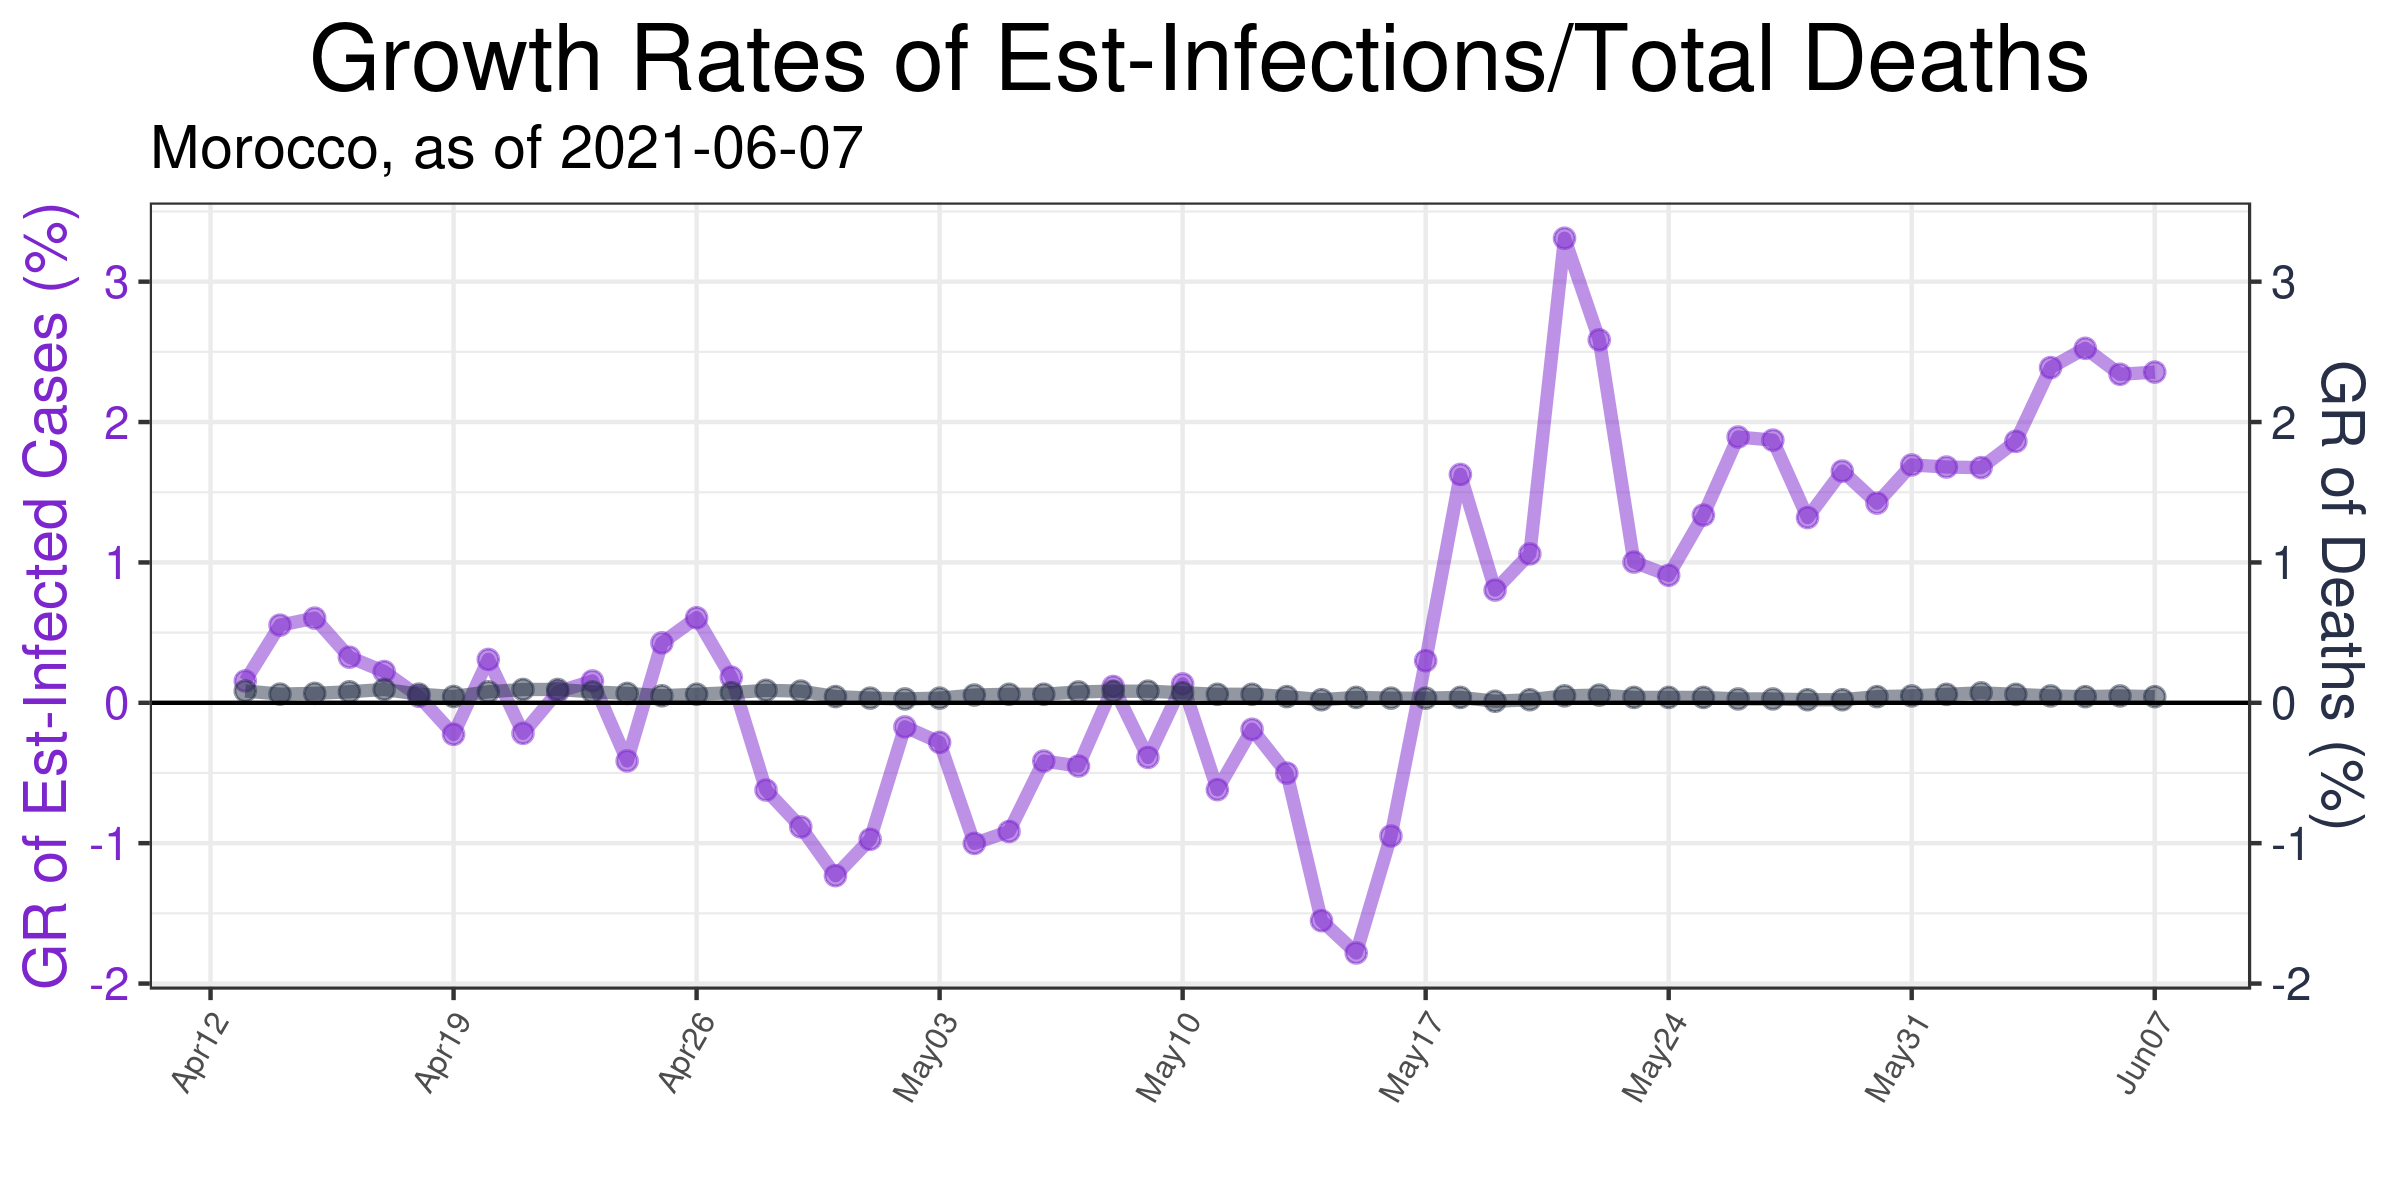 Growth Rates of Est-Infections/Total Deaths
Morocco, as of 2021-06-07
GR of Est-Infected Cases (%)
3
2
1
0
-1
-2
3
2
1
0
-1
-2
GR of Deaths (%)
Apr12
Apr19
Apr26
May03
May10
May17
May24
May31
Jun07